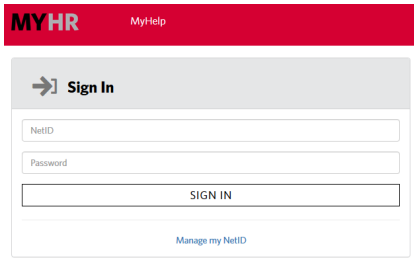 MYHR MyHelp
Sign In
NetID
Password
SIGN IN
Manage my NetID